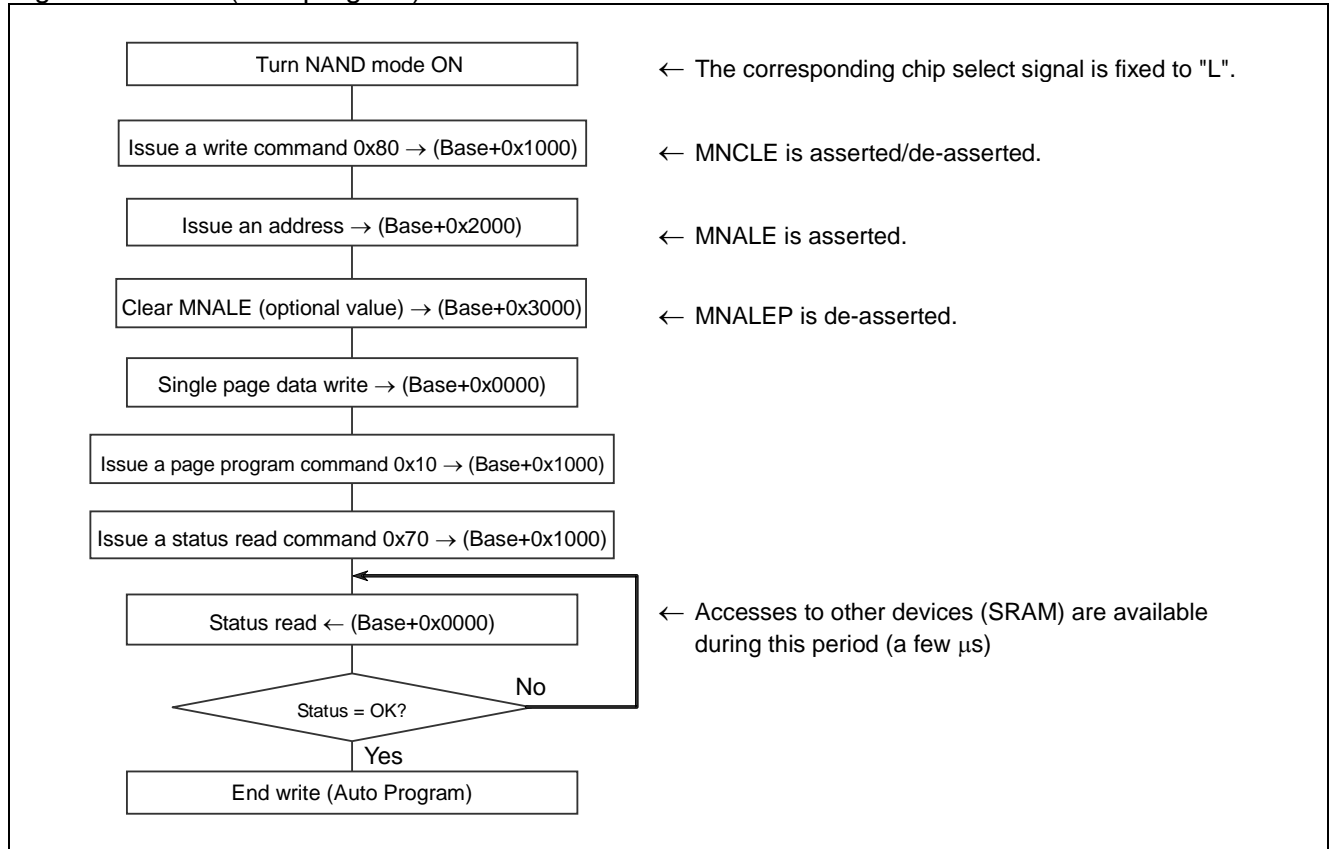 Turn NAND mode ON
← The corresponding chip select signal is fixed to "L".
Issue a write command 0x80 → (Base+0x1000)
← MNCLE is asserted/de-asserted.
Issue an address → (Base+0x2000)
← MNALE is asserted.
Clear MNALE (optional value) → (Base+0x3000)
← MNALEP is de-asserted.
Single page data write → (Base+0x0000)
Issue a page program command 0x10 → (Base+0x1000)
Issue a status read command 0x70 → (Base+0x1000)
Status read ← (Base+0x0000)
← Accesses to other devices (SRAM) are available
during this period (a few μs)
No
Status = OK?
Yes
End write (Auto Program)